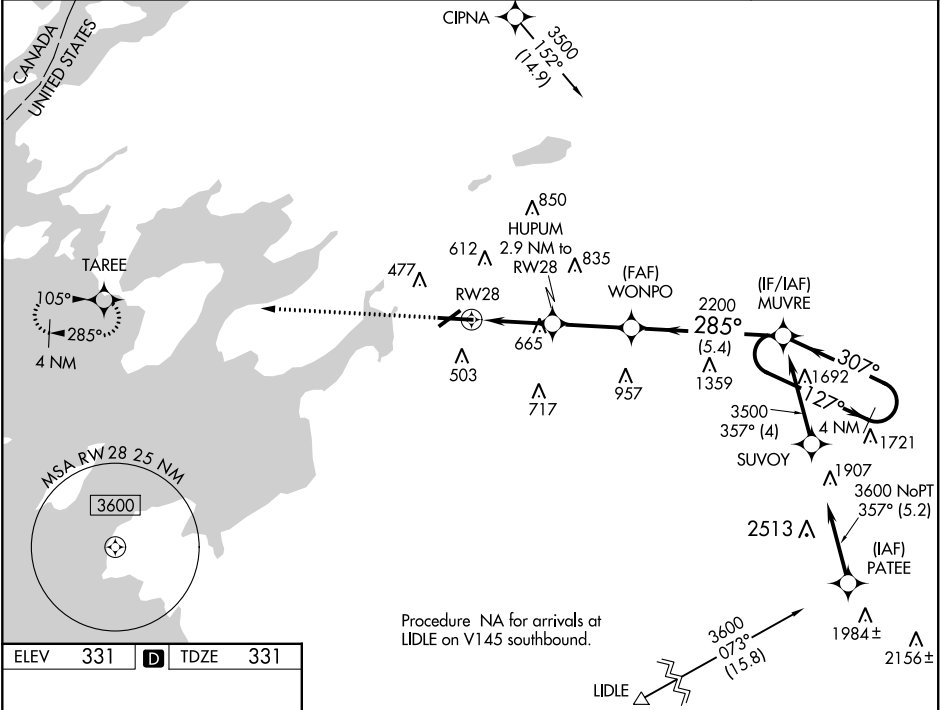 CIPNA
3500
152°
(14.9)
CANADA
UNITED STATES
850
HUPUM
2.9 NM to
RW28
612
835
477
TAREE
105°
285°
4 NM
RW28
(FAF)
WONPO
(IF/IAF)
MUVRE
2200
285°
(5.4)
307°
665
503
717
957
1359
1692
127°
4 NM
1721
3500
357° (4)
SUVOY
1907
3600 NoPT
357° (5.2)
MSA RW28 25 NM
3600
2513
(IAF)
PATEE
Procedure NA for arrivals at
LIDLE on V145 southbound.
3600
073°
(15.8)
1984±
2156±
LIDLE
ELEV 331 D TDZE 331